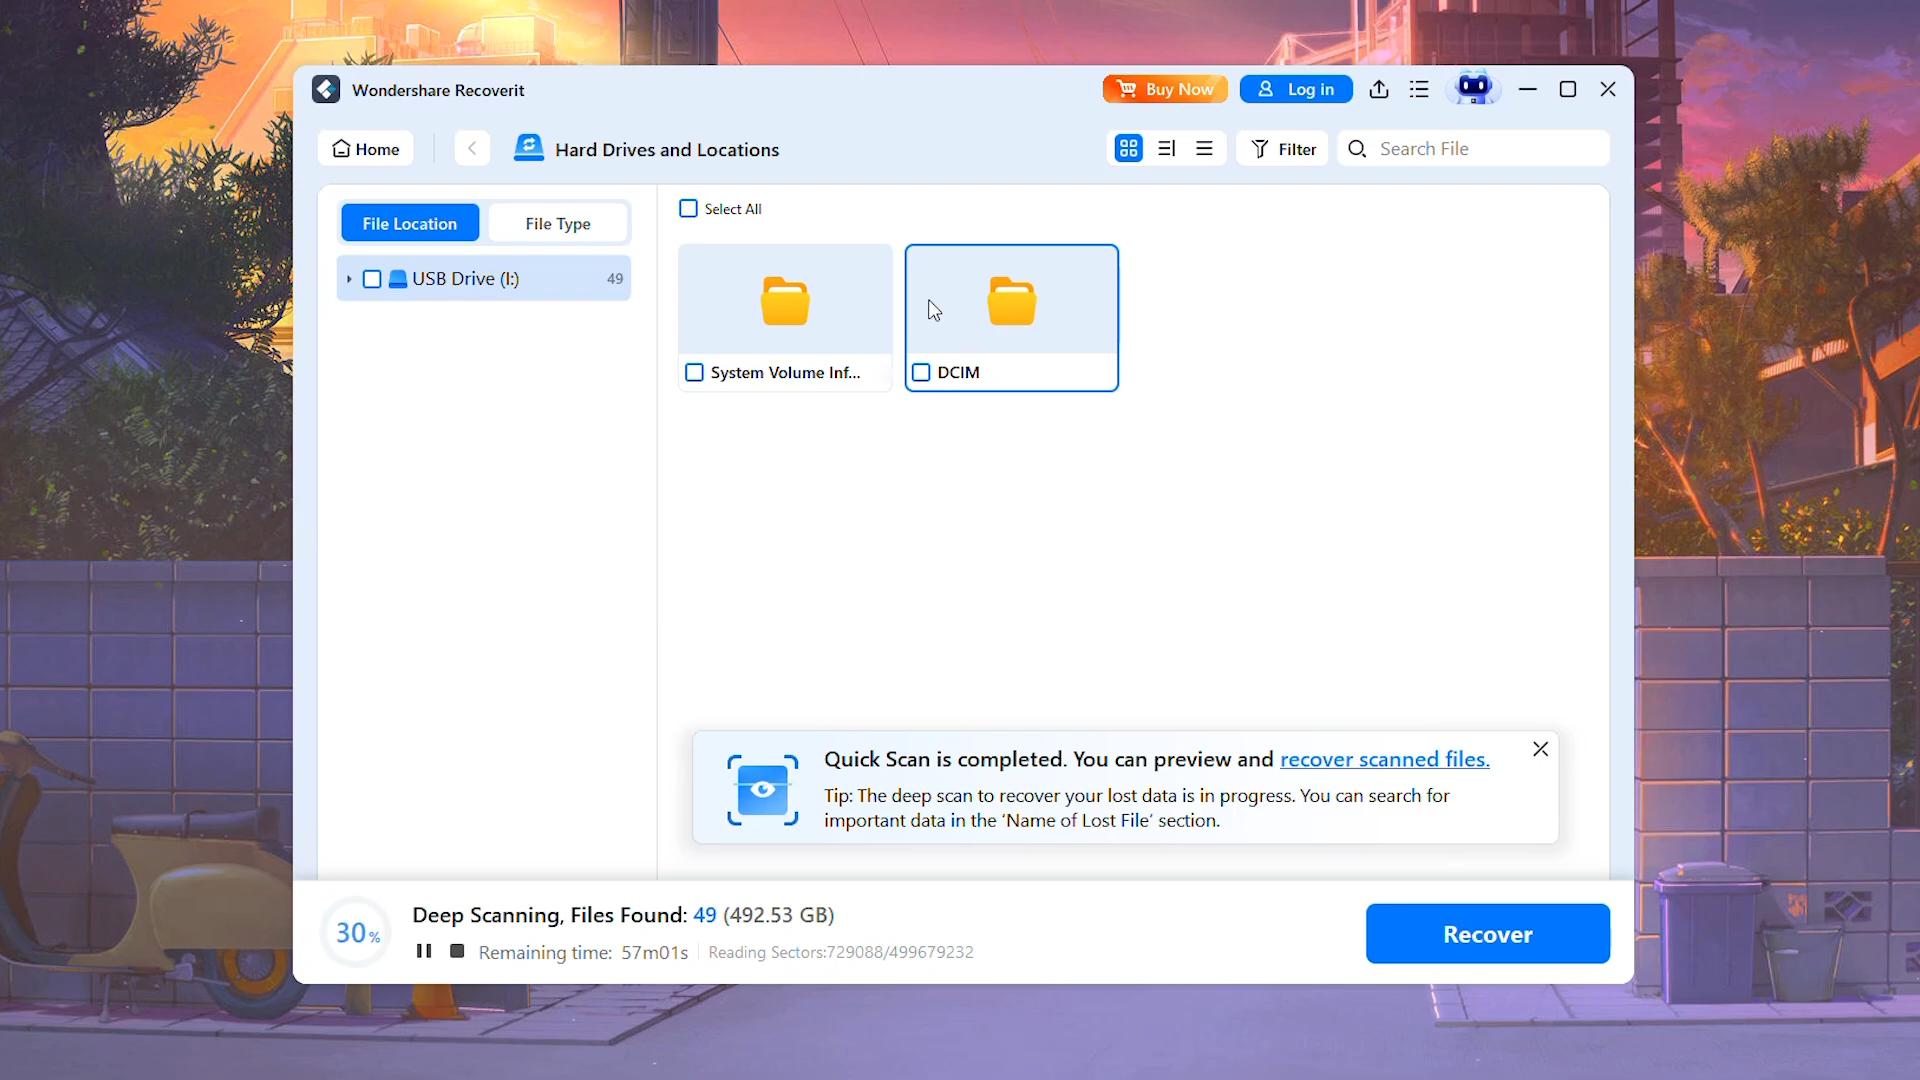 Wondershare Recoverit
Buy Now
Log in
Home
Hard Drives and Locations
Filter
Search File
File Location
File Type
Select All
USB Drive (I:)
49
System Volume Inf...
DCIM
Quick Scan is completed. You can preview and recover scanned files.
Tip: The deep scan to recover your lost data is in progress. You can search for
important data in the ‘Name of Lost File’ section.
30%
Deep Scanning, Files Found: 49 (492.53 GB)
Remaining time: 57m01s
Reading Sectors:729088/499679232
Recover